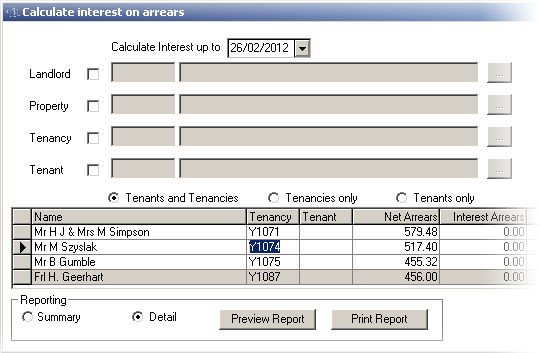 Calculate interest on arrears
Calculate Interest up to 26/02/2012
Landlord ...
Property ...
Tenancy ...
Tenant ...
Tenants and Tenancies Tenancies only Tenants only
Name Tenancy Tenant Net Arrears Interest Arrears
Mr H J & Mrs M Simpson Y1071 579.48 0.00
Mr M Szyslak Y1074 517.40 0.00
Mr B Gumble Y1075 455.32 0.00
Frl H. Geerhart Y1087 456.00 0.00
Reporting
Summary Detail Preview Report Print Report